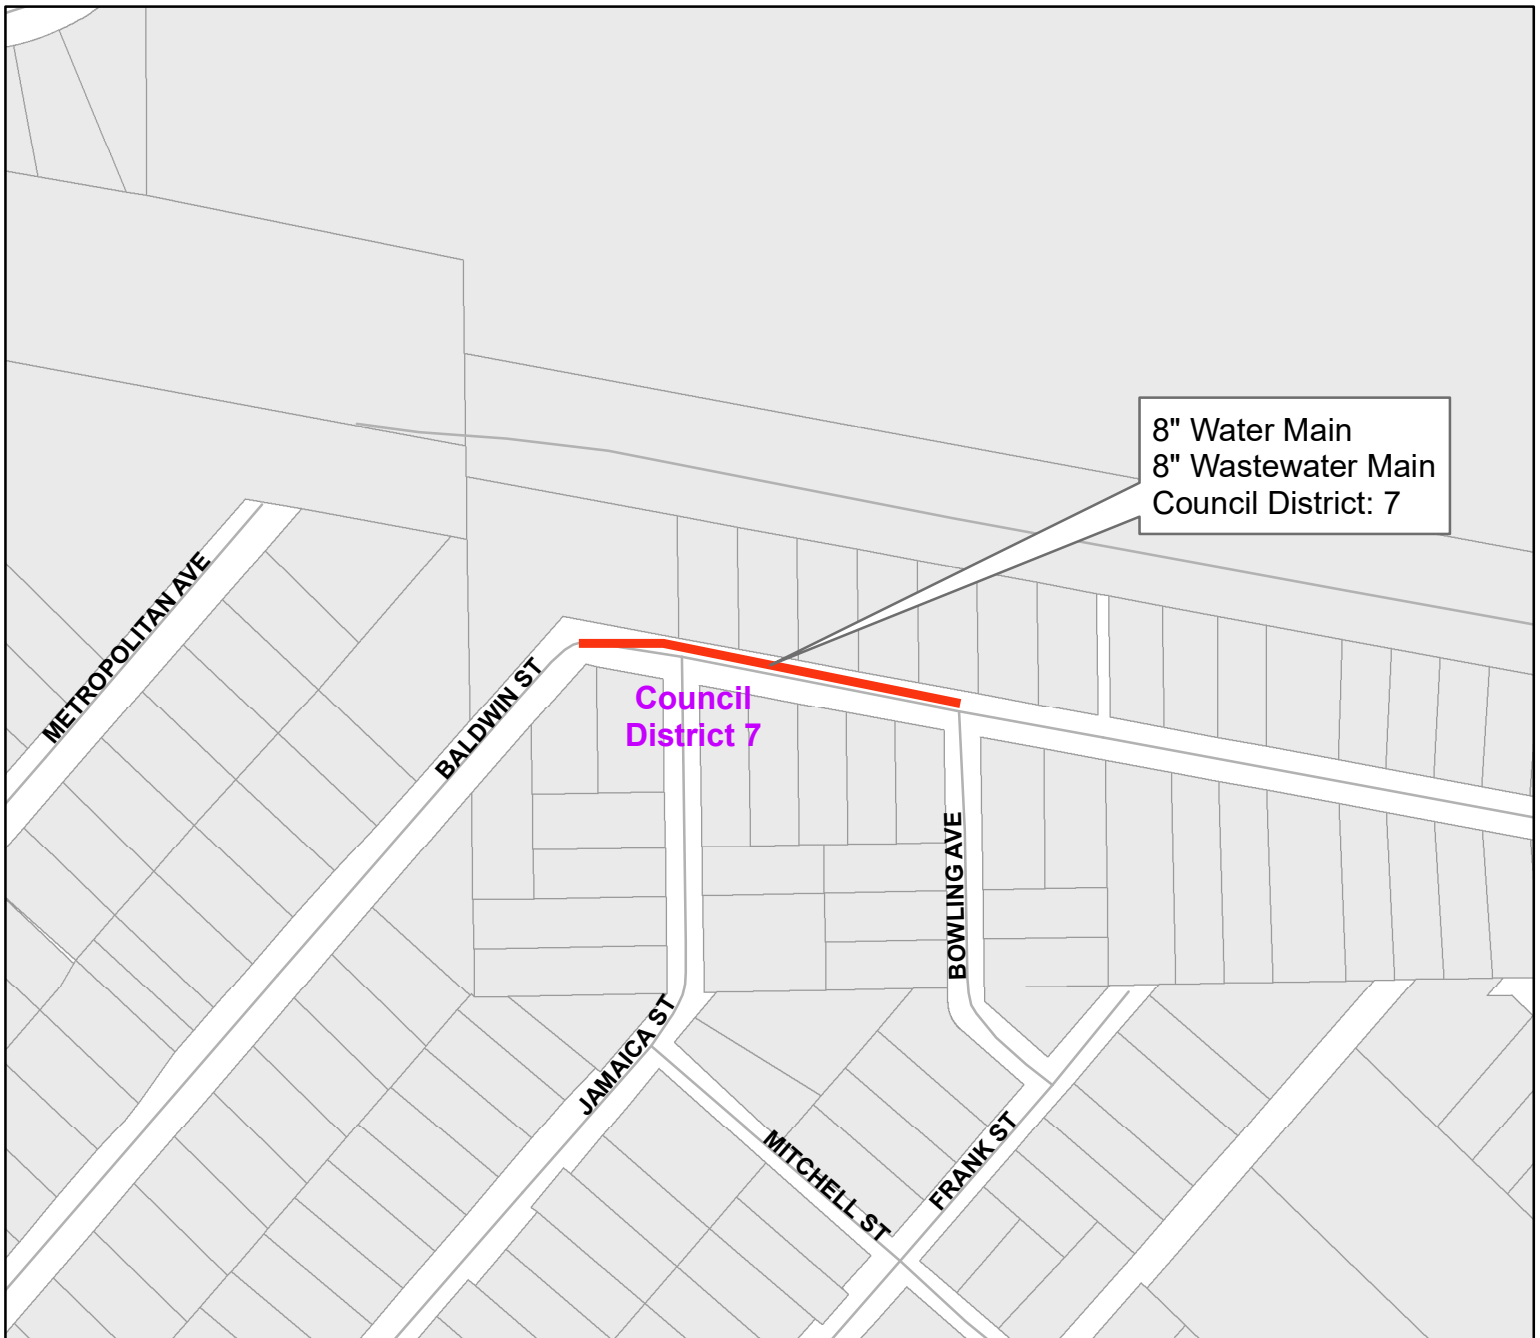 8" Water Main
8" Wastewater Main
Council District: 7
METROPOLITAN AVE
BALDWIN ST
Council
District 7
BOWLING AVE
JAMAICA ST
MITCHELL ST
FRANK ST